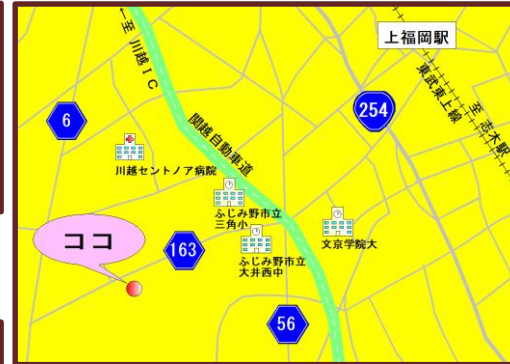 ←至 川越IC
上福岡駅
東武東上線
至 志木駅
254
6
関越自動車道
川越セントノア病院
ふじみ野市立
三角小
文京学院大
ココ
163
ふじみ野市立
大井西中
56